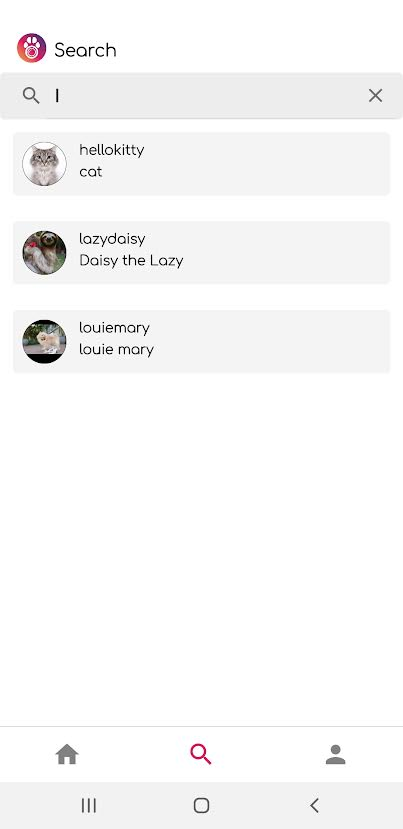 Search
l
hellokitty
cat
lazydaisy
Daisy the Lazy
louiemary
louie mary